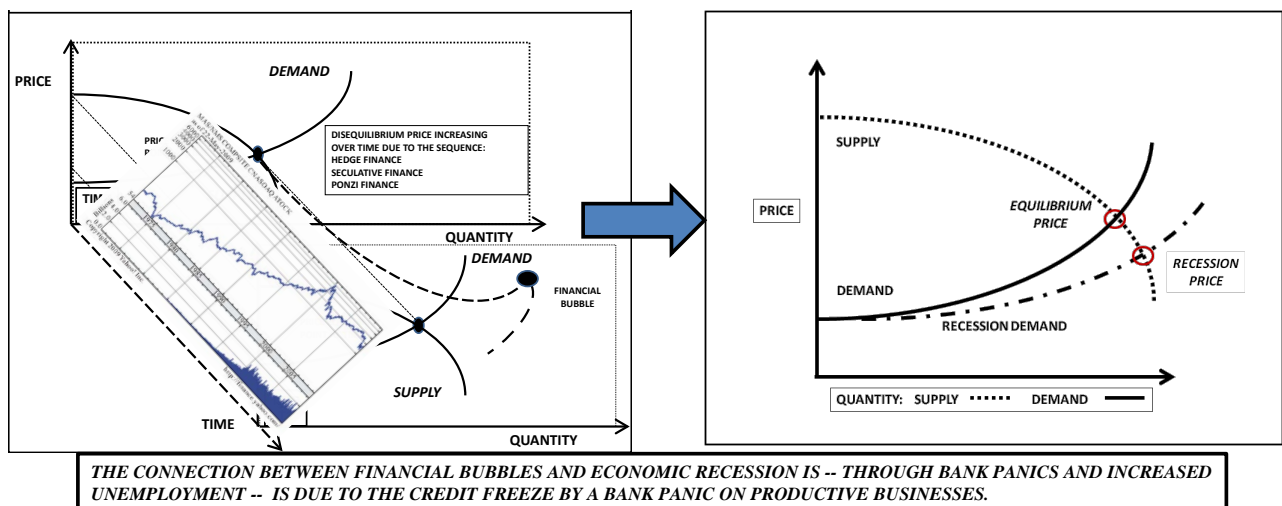 PRICE
DEMAND
DISEQUILIBRIUM PRICE INCREASING
OVER TIME DUE TO THE SEQUENCE:
HEDGE FINANCE
SECULATIVE FINANCE
PONZI FINANCE
QUANTITY
DEMAND
FINANCIAL
BUBBLE
SUPPLY
TIME
QUANTITY
SUPPLY
PRICE
EQUILIBRIUM
PRICE
RECESSION
PRICE
DEMAND
RECESSION DEMAND
QUANTITY: SUPPLY DEMAND
THE CONNECTION BETWEEN FINANCIAL BUBBLES AND ECONOMIC RECESSION IS -- THROUGH BANK PANICS AND INCREASED
UNEMPLOYMENT -- IS DUE TO THE CREDIT FREEZE BY A BANK PANIC ON PRODUCTIVE BUSINESSES.